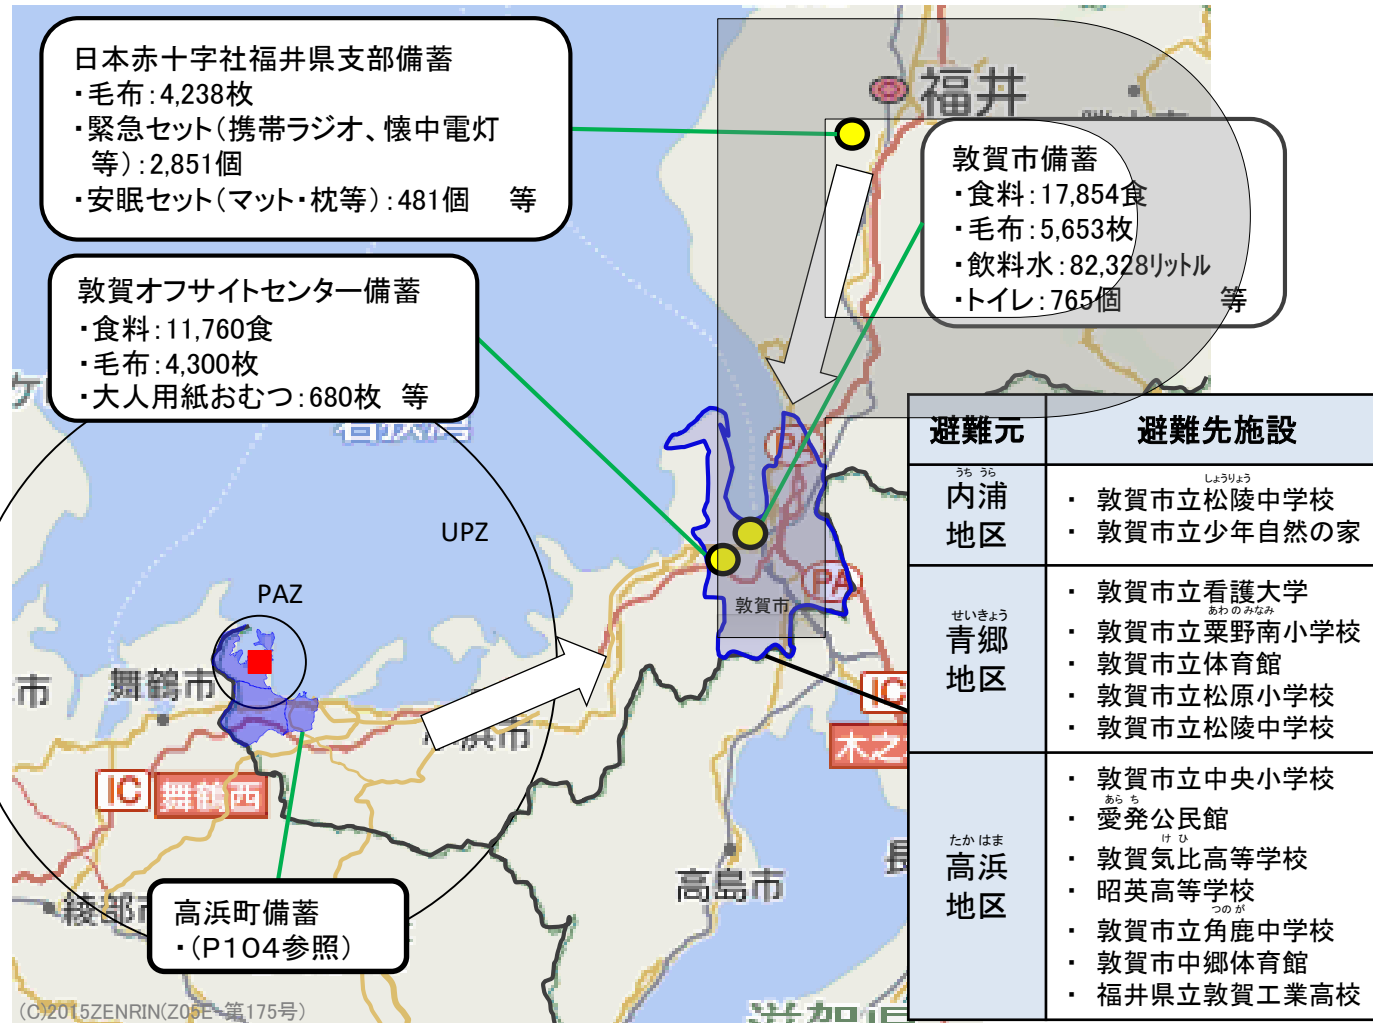 日本赤十字社福井県支部備蓄
・毛布：4,238枚
・緊急セット（携帯ラジオ、懐中電灯
等）：2,851個
・安眠セット（マット・枕等）：481個　等
敦賀オフサイトセンター備蓄
・食料：11,760食
・毛布：4,300枚
・大人用紙おむつ：680枚　等
敦賀市備蓄
・食料：17,854食
・毛布：5,653枚
・飲料水：82,328リットル
・トイレ：765個　等
福井
UPZ
PAZ
PA
PA
敦賀市
舞鶴市
市
IC
舞鶴西
IC
木之
高島市
綾部
高浜町備蓄
・（P104参照）
(C)2015ZENRIN(Z05E-第175号)
避難元
避難先施設
うち うら
内浦
地区
しょうりょう
・ 敦賀市立松陵中学校
・ 敦賀市立少年自然の家
せいきょう
青郷
地区
・ 敦賀市立看護大学
あわ の みなみ
・ 敦賀市立粟野南小学校
・ 敦賀市立体育館
・ 敦賀市立松原小学校
・ 敦賀市立松陵中学校
たか はま
高浜
地区
・ 敦賀市立中央小学校
あら ち
・ 愛発公民館
け ひ
・ 敦賀気比高等学校
・ 昭英高等学校
つの が
・ 敦賀市立角鹿中学校
・ 敦賀市中郷体育館
・ 福井県立敦賀工業高校